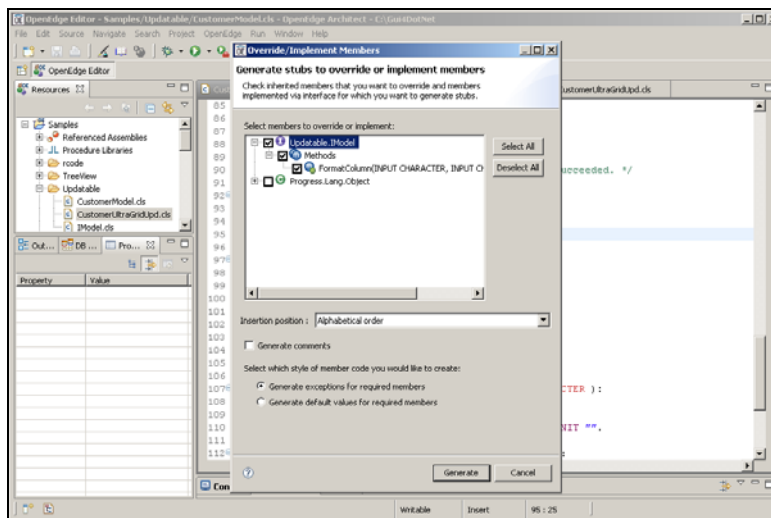 OpenEdge Editor - Samples/Updatable/CustomerModel.cls - OpenEdge Architect - C:\GuiHDotNet
File Edit Source Navigate Search Project OpenEdge Run Window Help
OpenEdge Editor
Resources
Samples
Referenced Assemblies
Procedure Libraries
rcode
TreeView
Updatable
CustomerModel.cls
CustomerUltraGridUpd.cls
IModel.cls
Out... DB ... Pro...
Property Value
Override/Implement Members
Generate stubs to override or implement members
Check inherited members that you want to override and members
implemented via interface for which you want to generate stubs.
Select members to override or implement:
Updatable.IModel
Methods
FormatColumn(INPUT CHARACTER, INPUT CH
Progress.Lang.Object
Select All
Deselect All
Insertion position : Alphabetical order
Generate comments
Select which style of member code you would like to create:
Generate exceptions for required members
Generate default values for required members
Generate Cancel
ustomerUltraGridUpd.cls
85
86
87
88
89
90 ucceeded. */
91
92
93
94
95
96
97
98
99
100
101
102
103
104
105
106
107 CTER ):
108
109
110 NIT "".
111
112 :
Con
Writable Insert 95 : 25